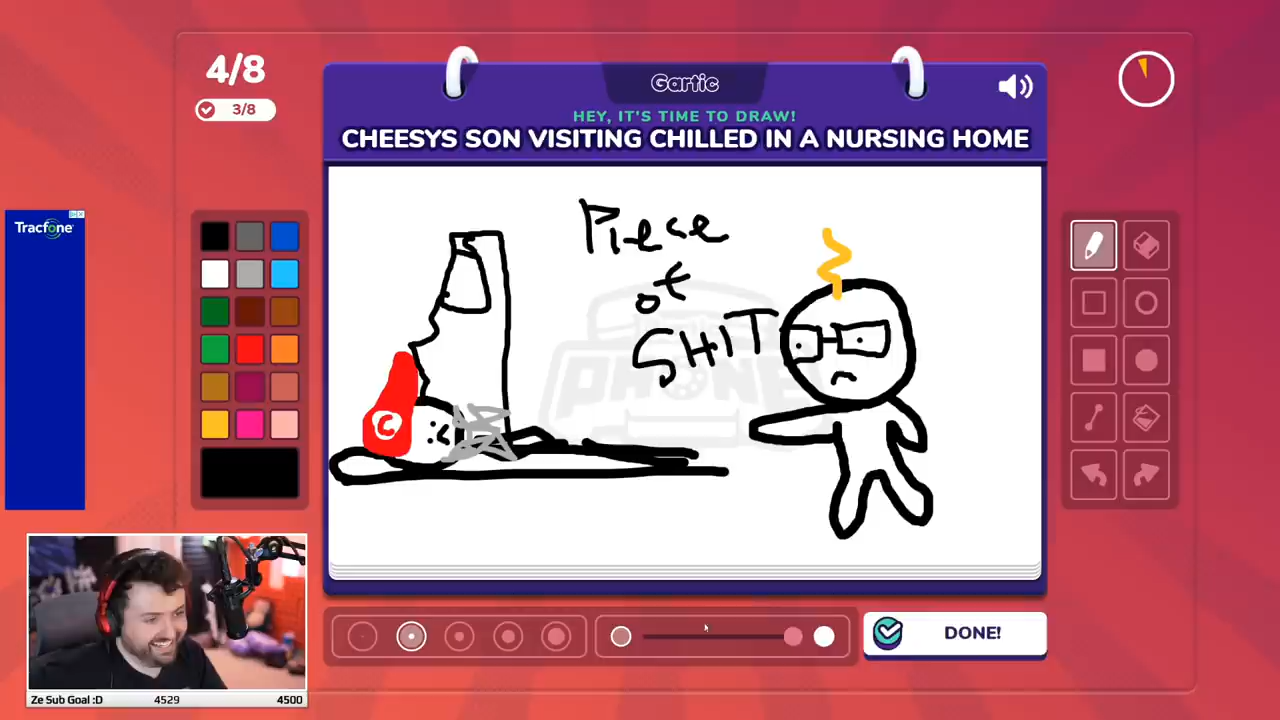 4/8
3/8
Gartic
HEY, IT'S TIME TO DRAW!
CHEESYS SON VISITING CHILLED IN A NURSING HOME
Tracfone
Piece
of
SHIT
PHONE
C
DONE!
Ze Sub Goal :D 4529 4500